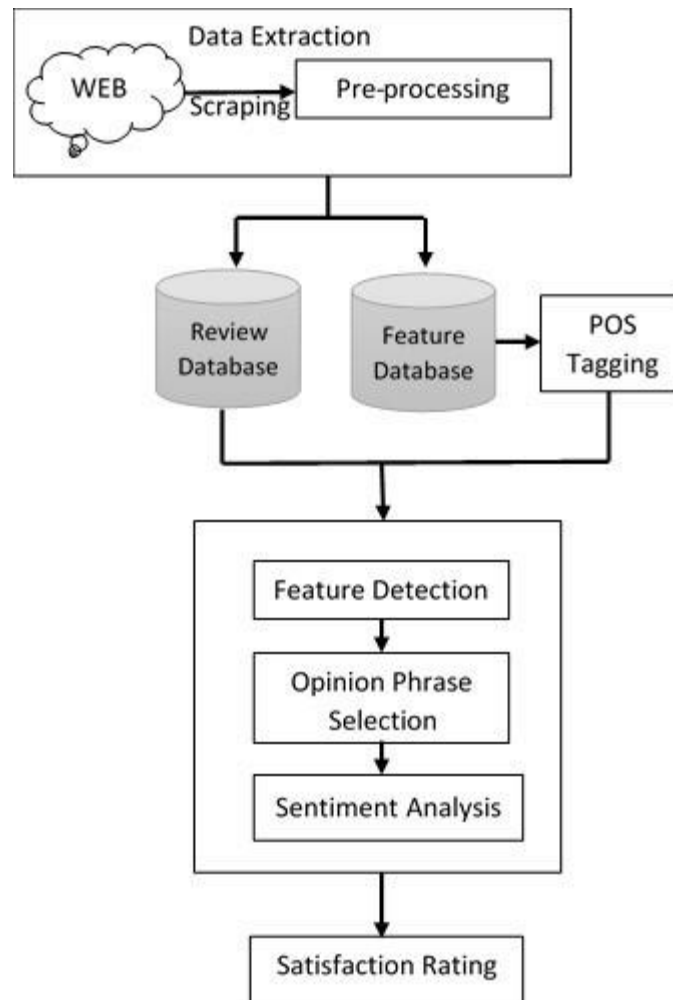 Data Extraction
WEB
Scraping
Pre-processing
Review
Database
Feature
Database
POS
Tagging
Feature Detection
Opinion Phrase
Selection
Sentiment Analysis
Satisfaction Rating